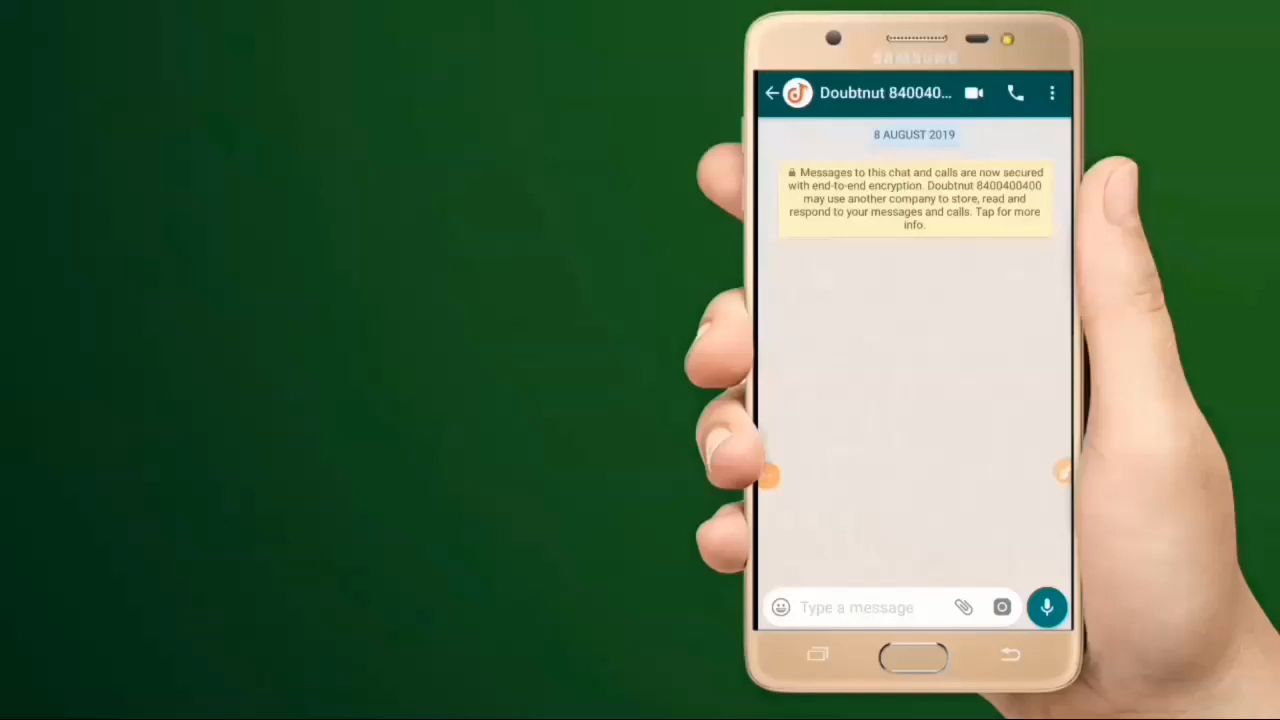 SAMSUNG
Doubtnut 840040...
8 AUGUST 2019
Messages to this chat and calls are now secured
with end-to-end encryption. Doubtnut 8400400400
may use another company to store, read and
respond to your messages and calls. Tap for more
info.
Type a message